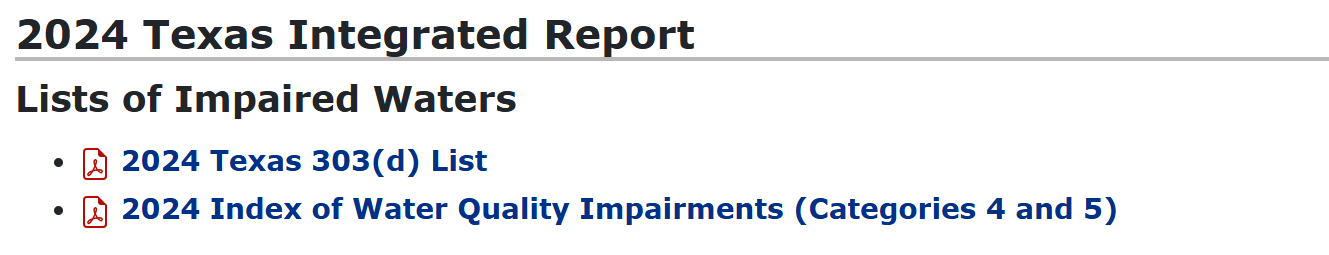 2024 Texas Integrated Report
Lists of Impaired Waters
2024 Texas 303(d) List
2024 Index of Water Quality Impairments (Categories 4 and 5)